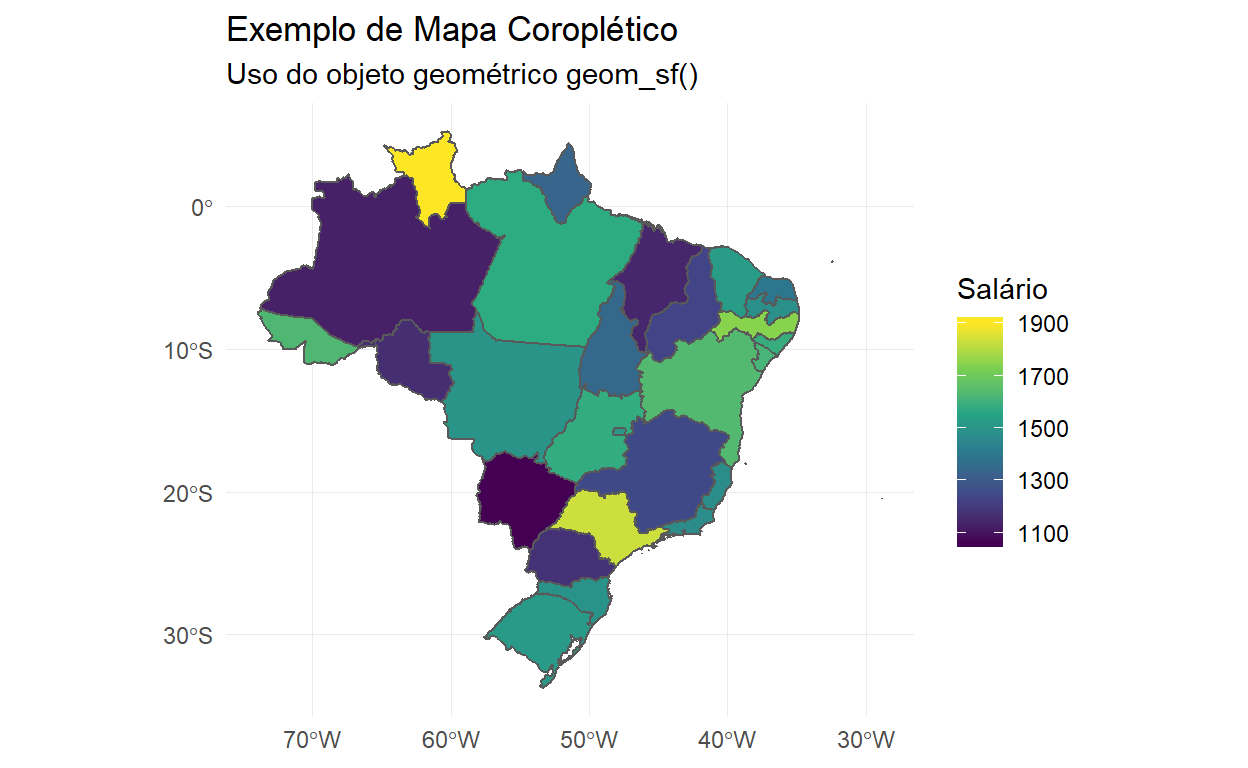 Exemplo de Mapa Coroplético
Uso do objeto geométrico geom_sf()
0°
10°S
20°S
30°S
70°W
60°W
50°W
40°W
30°W
Salário
1900
1700
1500
1300
1100